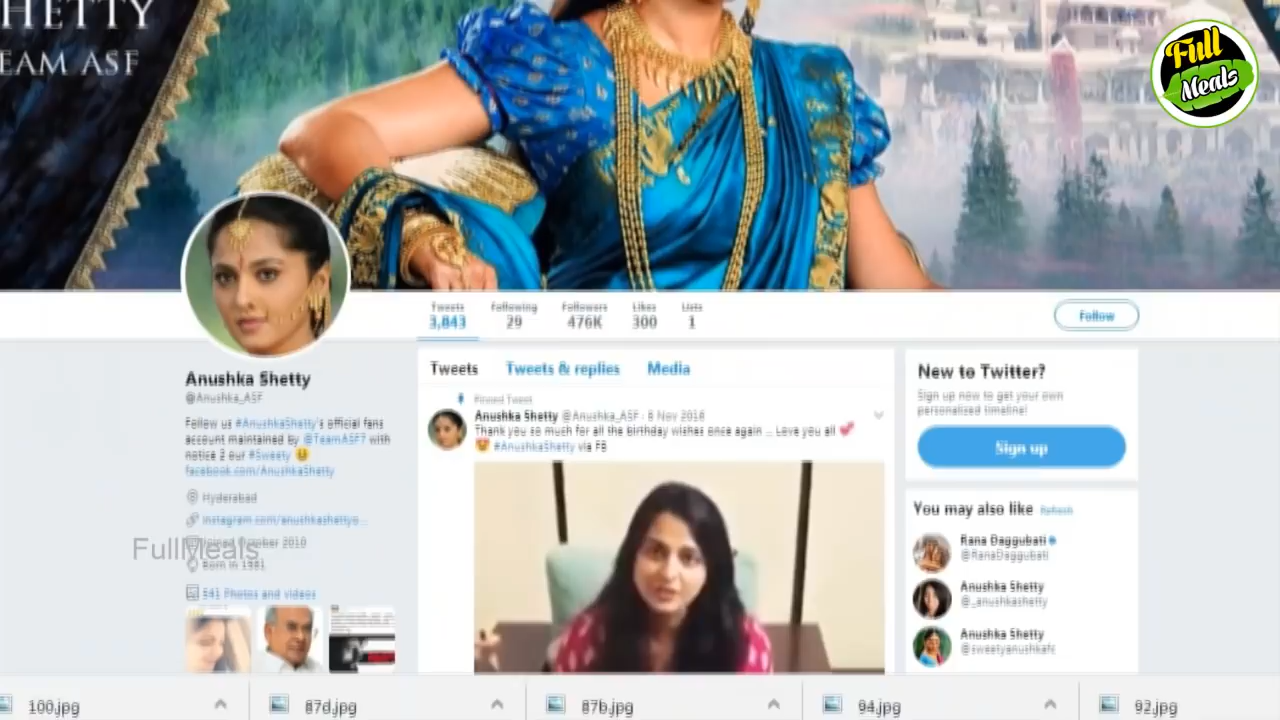 HETTY
EAM ASF
Full
Meals
Tweets Following Followers Likes Lists
3,843 29 476K 300 1
Follow
Anushka Shetty
@Anushka_ASF
Follow us #AnushkaShetty's official fans
account maintained by @TeamASF7 with
notice 2 our #Sweety
facebook.com/AnushkaShetty
Hyderabad
instagram.com/anushkashettyo...
Joined October 2010
FullMeals
Born in 1981
541 Photos and videos
Tweets Tweets & replies Media
Pinned Tweet
Anushka Shetty @Anushka_ASF · 8 Nov 2016
Thank you so much for all the birthday wishes once again .. Love you all 💕
😍 #AnushkaShetty via FB
New to Twitter?
Sign up now to get your own
personalized timeline!
Sign up
You may also like Refresh
Rana Daggubati
@RanaDaggubati
Anushka Shetty
@_anushkashetty
Anushka Shetty
@sweetyanushkafc
100.jpg 87d.jpg 87b.jpg 94.jpg 92.jpg